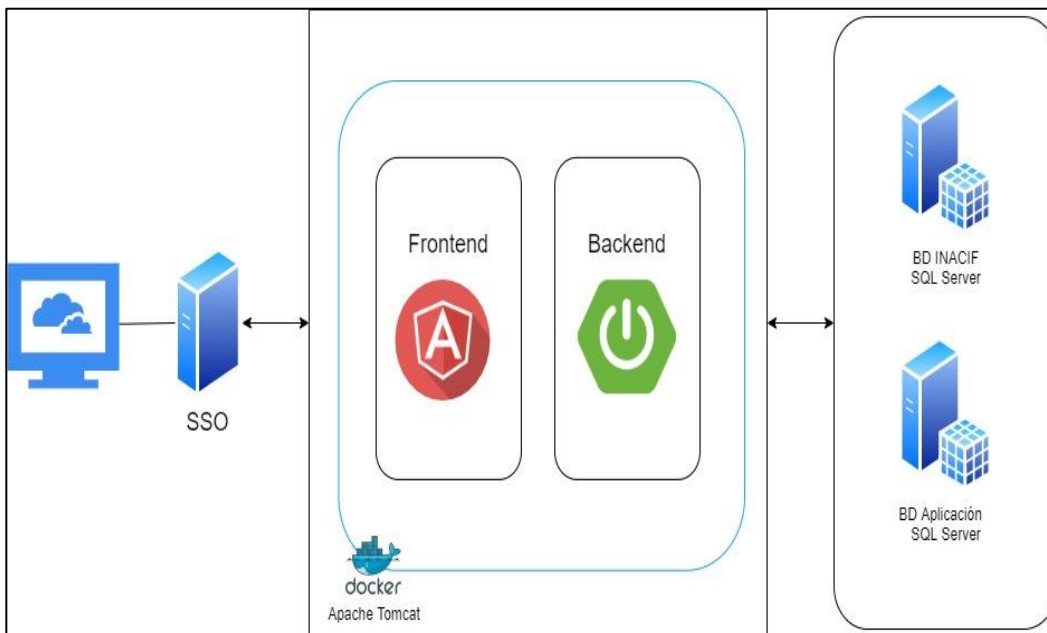 SSO
Frontend
Backend
docker
Apache Tomcat
BD INACIF
SQL Server
BD Aplicación
SQL Server